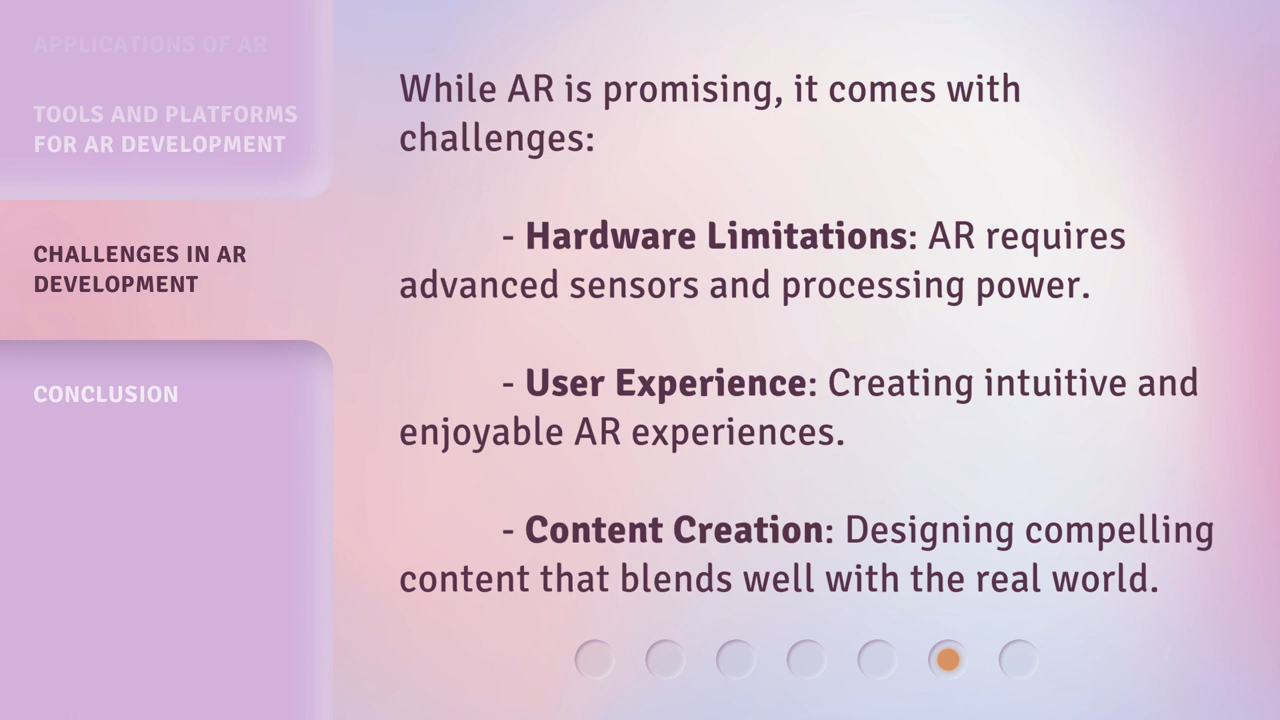 APPLICATIONS OF AR
TOOLS AND PLATFORMS
FOR AR DEVELOPMENT
CHALLENGES IN AR
DEVELOPMENT
CONCLUSION
While AR is promising, it comes with
challenges:
- Hardware Limitations: AR requires
advanced sensors and processing power.
- User Experience: Creating intuitive and
enjoyable AR experiences.
- Content Creation: Designing compelling
content that blends well with the real world.